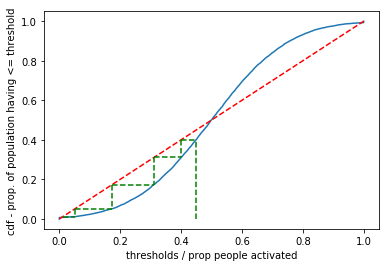 cdf - prop. of population having <= threshold
1.0
0.8
0.6
0.4
0.2
0.0
0.0 0.2 0.4 0.6 0.8 1.0
thresholds / prop people activated